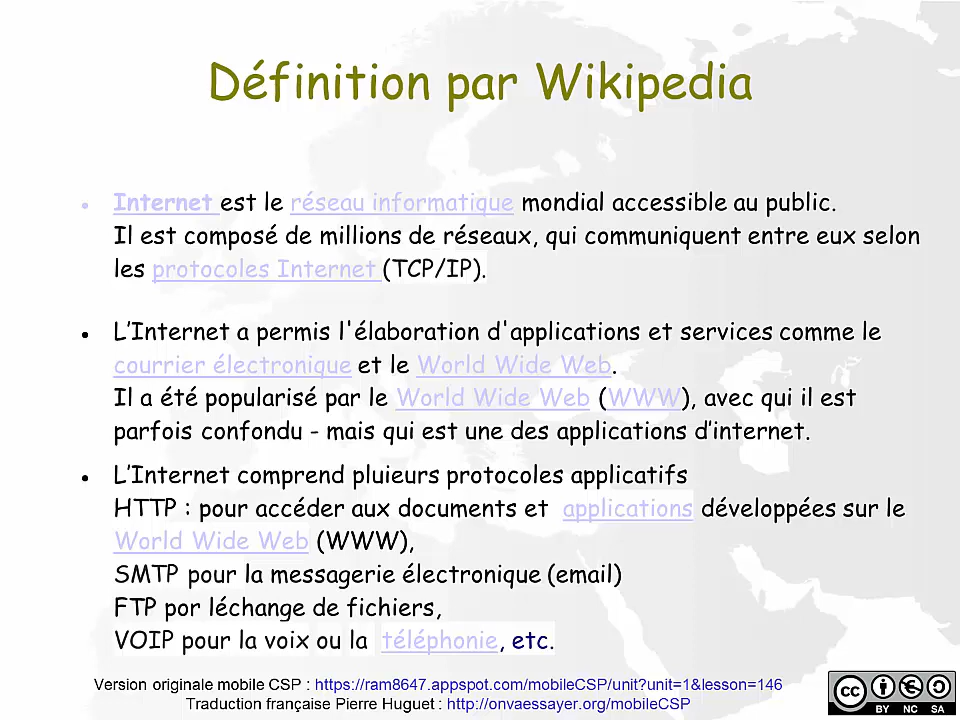 Définition par Wikipedia
● Internet est le réseau informatique mondial accessible au public.
Il est composé de millions de réseaux, qui communiquent entre eux selon
les protocoles Internet (TCP/IP).
● L’Internet a permis l'élaboration d'applications et services comme le
courrier électronique et le World Wide Web.
Il a été popularisé par le World Wide Web (WWW), avec qui il est
parfois confondu - mais qui est une des applications d’internet.
● L’Internet comprend pluieurs protocoles applicatifs
HTTP : pour accéder aux documents et applications développées sur le
World Wide Web (WWW),
SMTP pour la messagerie électronique (email)
FTP por léchange de fichiers,
VOIP pour la voix ou la téléphonie, etc.
Version originale mobile CSP : https://ram8647.appspot.com/mobileCSP/unit?unit=1&lesson=146
Traduction française Pierre Huguet : http://onvaessayer.org/mobileCSP
cc BY NC SA